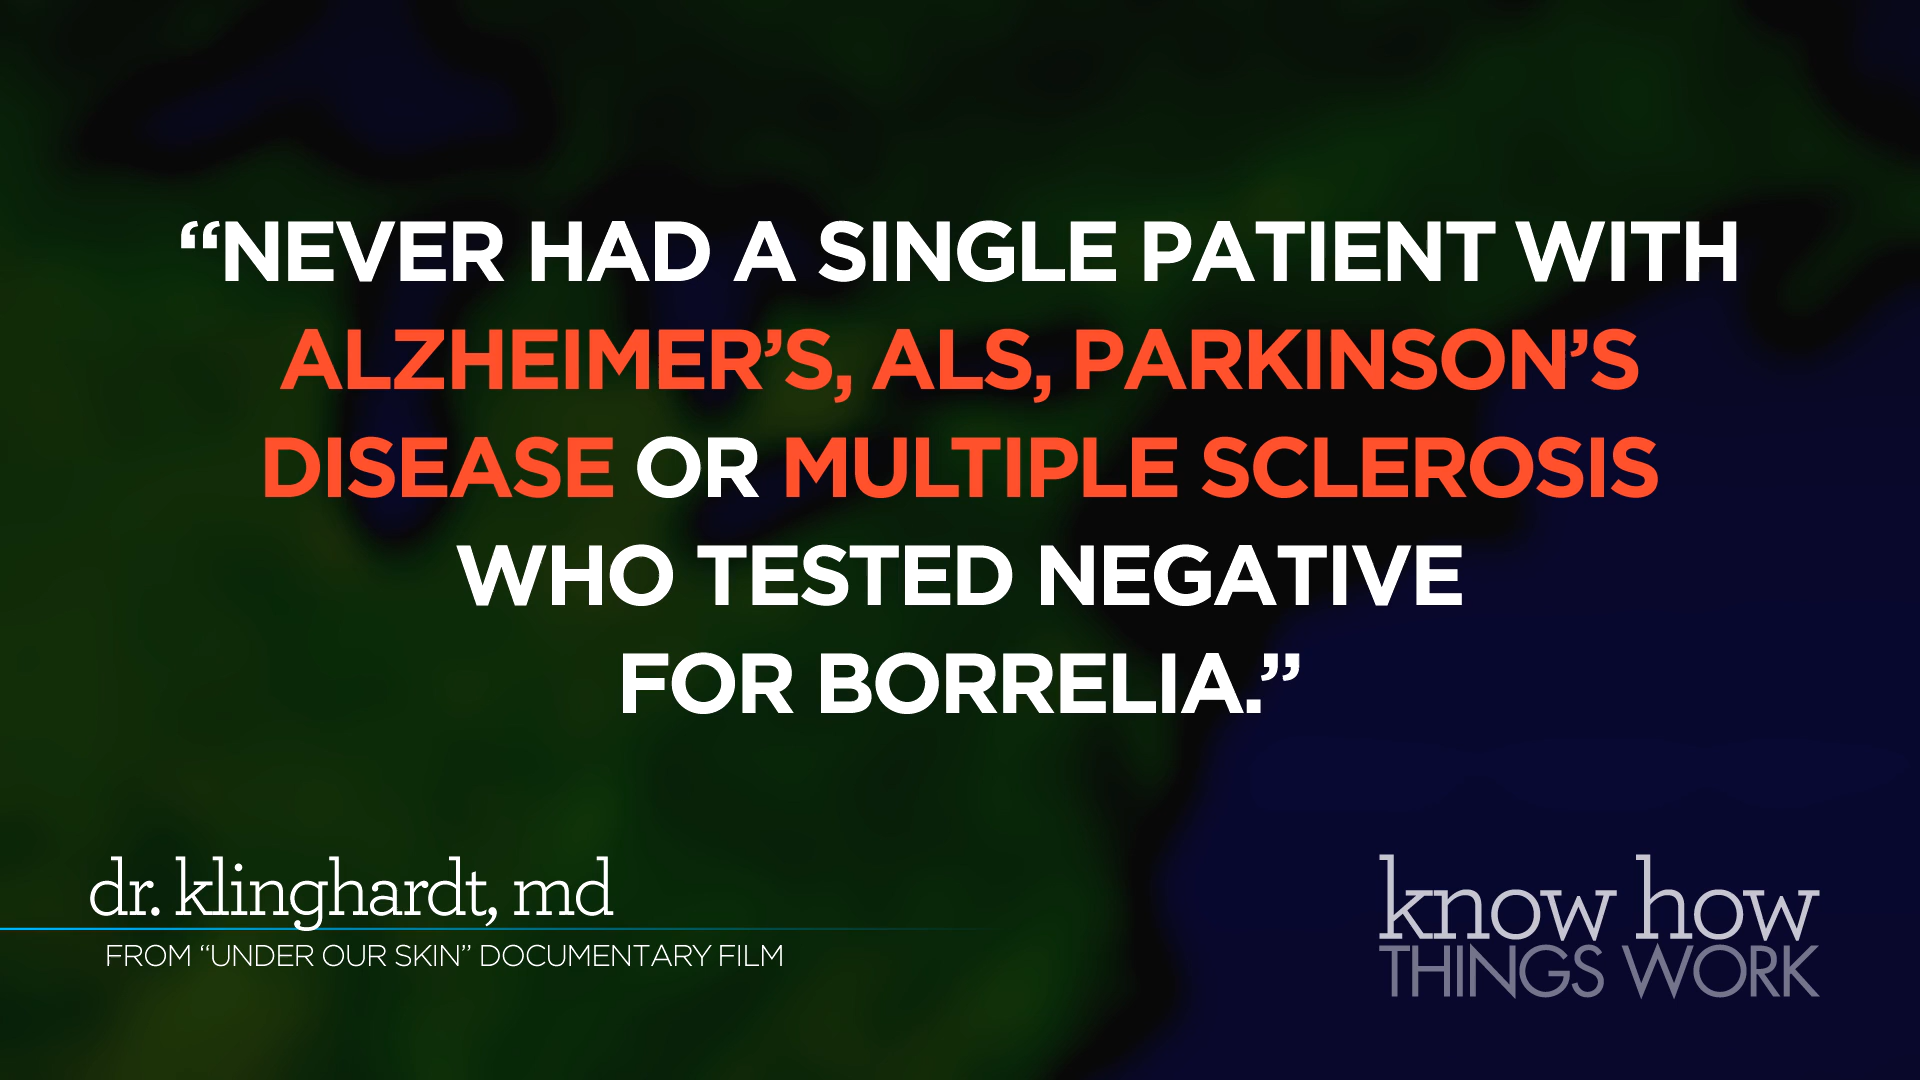 “NEVER HAD A SINGLE PATIENT WITH
ALZHEIMER’S, ALS, PARKINSON’S
DISEASE OR MULTIPLE SCLEROSIS
WHO TESTED NEGATIVE
FOR BORRELIA.”
dr. klinghardt, md
FROM “UNDER OUR SKIN” DOCUMENTARY FILM
know how
THINGS WORK